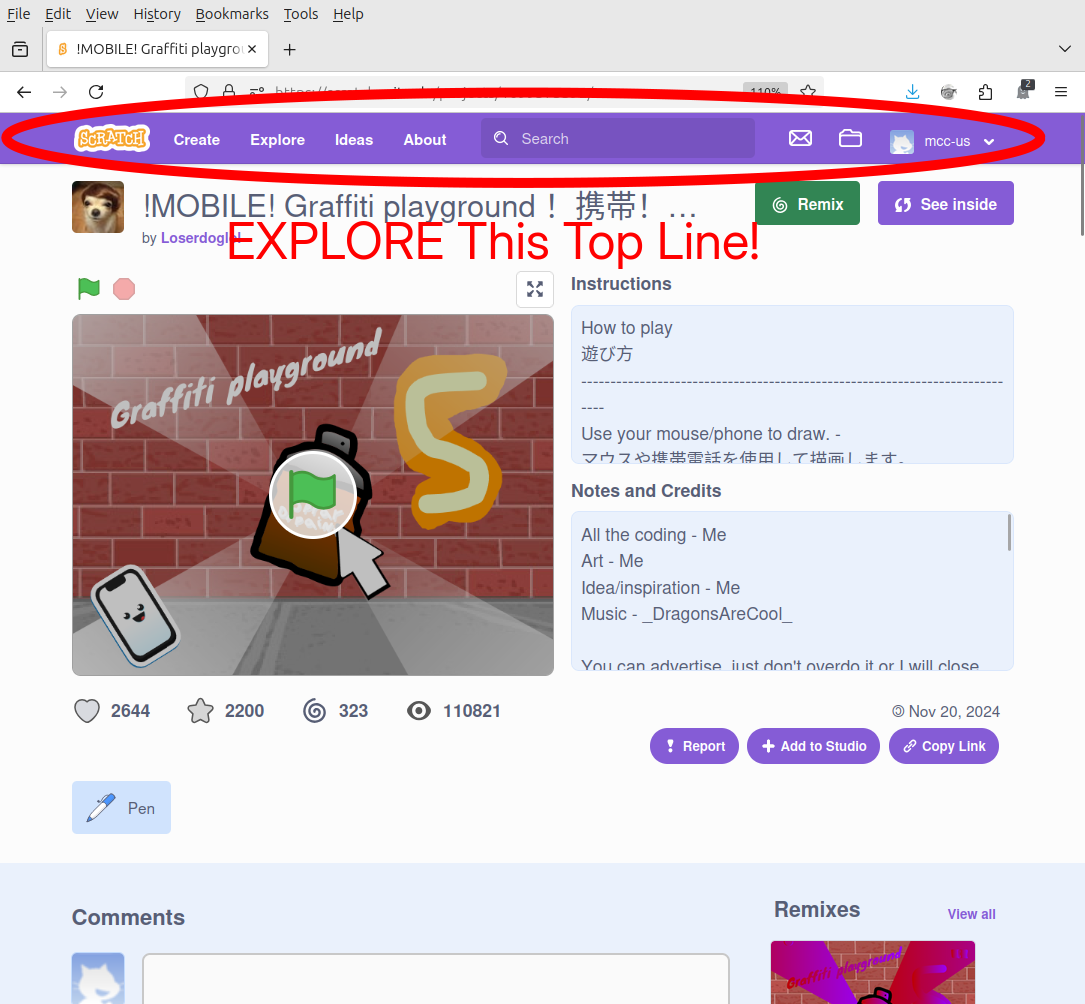 File Edit View History Bookmarks Tools Help
!MOBILE! Graffiti playgro
110%
2
SCRATCH Create Explore Ideas About Search mcc-us
!MOBILE! Graffiti playground！携帯！…
by Loserdogle!
Remix
See inside
EXPLORE This Top Line!
Instructions
How to play
遊び方
---------------------------------------------------------------------------
----
Use your mouse/phone to draw. -
マウスや携帯電話を使用して描画します。
Graffiti playground
Notes and Credits
All the coding - Me
Art - Me
Idea/inspiration - Me
Music - _DragonsAreCool_
You can advertise, just don't overdo it or I will close
2644 2200 323 110821
Nov 20, 2024
Report Add to Studio Copy Link
Pen
Comments
Remixes View all
Graffiti playground